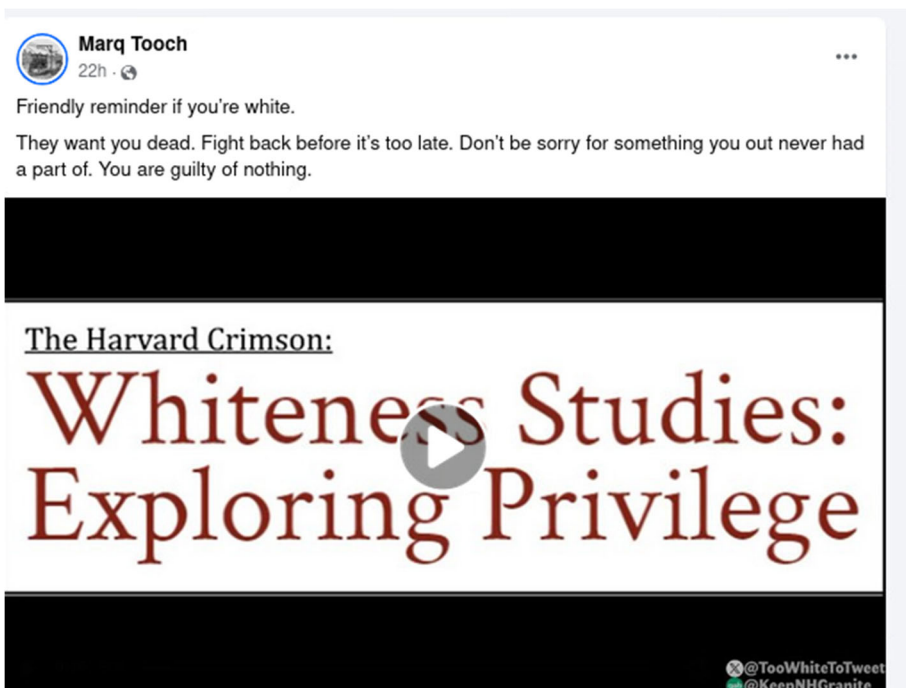 Marq Tooch
22h ·
Friendly reminder if you're white.
They want you dead. Fight back before it's too late. Don't be sorry for something you out never had
a part of. You are guilty of nothing.
The Harvard Crimson:
Whiteness Studies:
Exploring Privilege
@TooWhiteToTweet
@KeepNHGranite